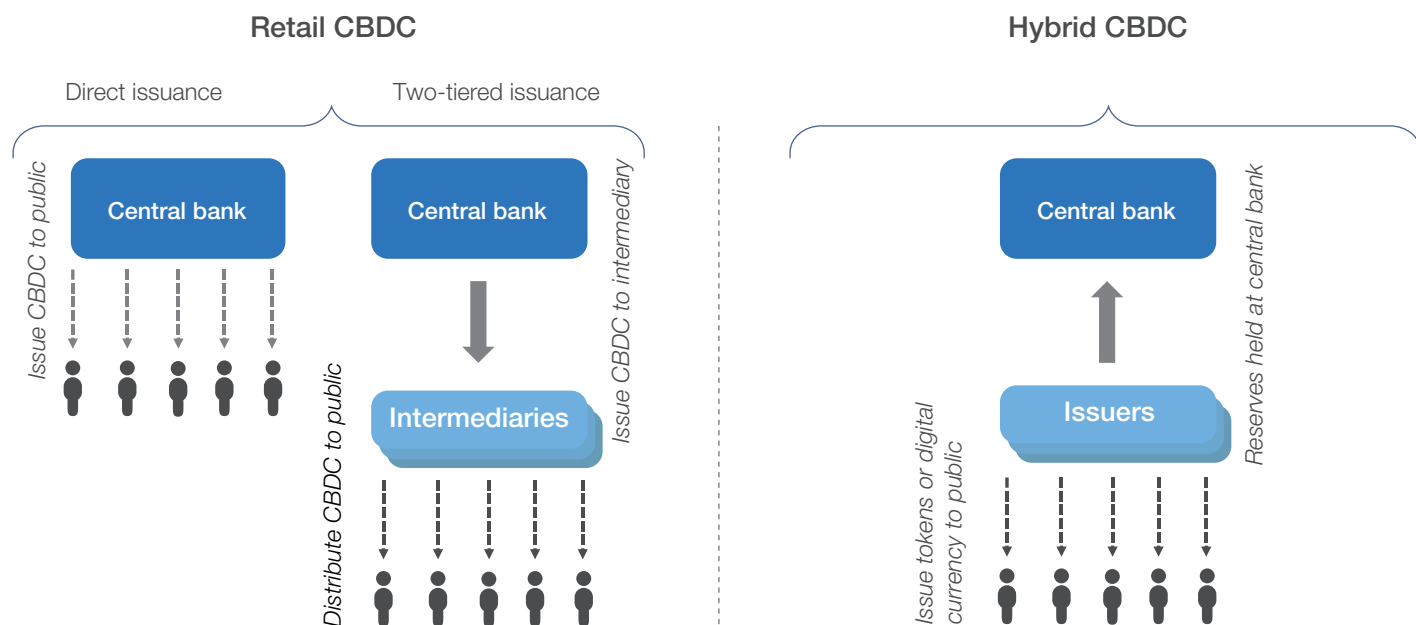 Retail CBDC
Hybrid CBDC
Direct issuance
Two-tiered issuance
Issue CBDC to public
Central bank
Central bank
Issue CBDC to intermediary
Intermediaries
Distribute CBDC to public
Central bank
Reserves held at central bank
Issuers
Issue tokens or digital
currency to public